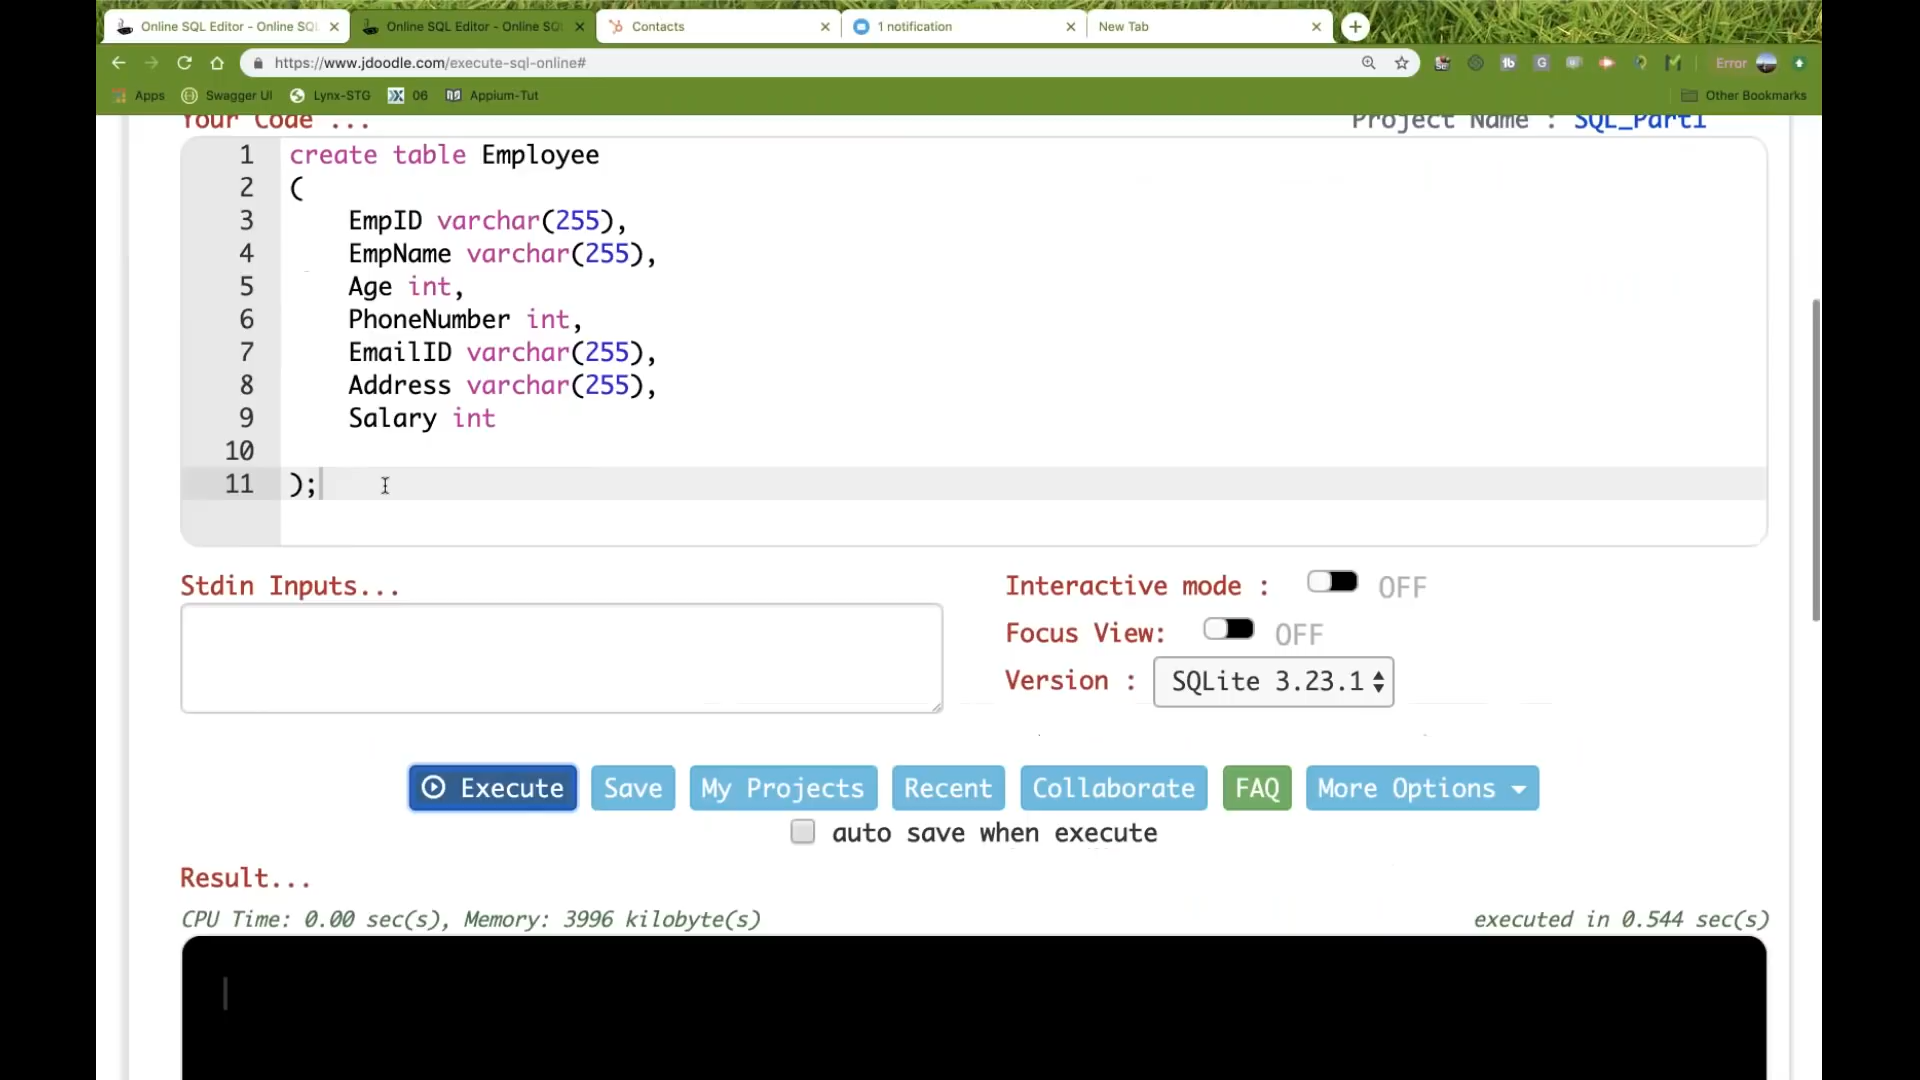 Online SQL Editor - Online SQL
Online SQL Editor - Online SQ
Contacts
1 notification
New Tab
https://www.jdoodle.com/execute-sql-online#
Error
Apps
Swagger UI
Lynx-STG
06
Appium-Tut
Other Bookmarks
Your Code ...
Project Name : SQL_Part1
1 create table Employee
2 (
3 EmpID varchar(255),
4 EmpName varchar(255),
5 Age int,
6 PhoneNumber int,
7 EmailID varchar(255),
8 Address varchar(255),
9 Salary int
10
11 );
Stdin Inputs...
Interactive mode : OFF
Focus View: OFF
Version : SQLite 3.23.1
Execute
Save
My Projects
Recent
Collaborate
FAQ
More Options
auto save when execute
Result...
CPU Time: 0.00 sec(s), Memory: 3996 kilobyte(s)
executed in 0.544 sec(s)